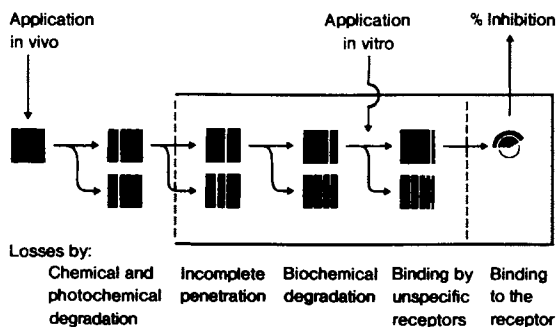 Application
in vivo
Application
in vitro
% Inhibition
Losses by:
Chemical and
photochemical
degradation
Incomplete
penetration
Biochemical
degradation
Binding by
unspecific
receptors
Binding
to the
receptor